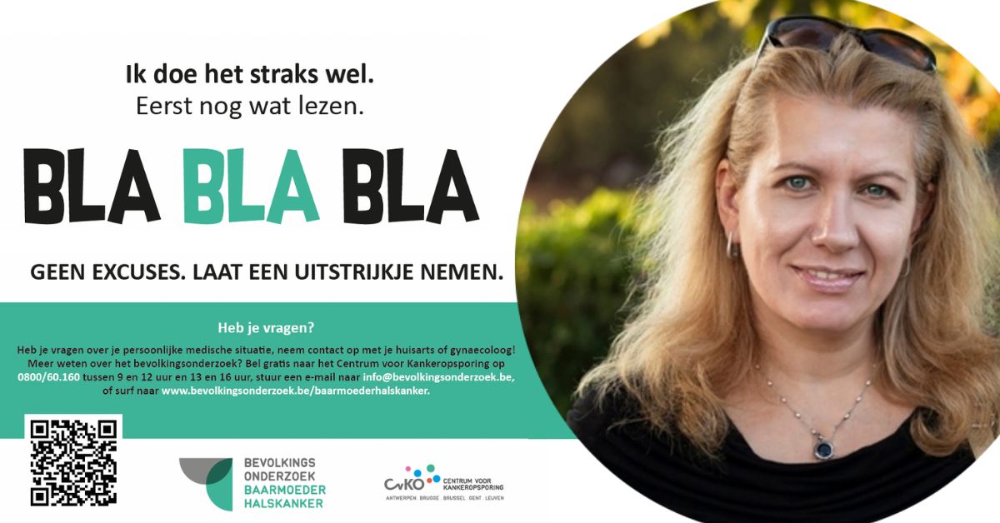 Ik doe het straks wel.
Eerst nog wat lezen.
BLA BLA BLA
GEEN EXCUSES. LAAT EEN UITSTRIJKJE NEMEN.
Heb je vragen?
Heb je vragen over je persoonlijke medische situatie, neem contact op met je huisarts of gynaecoloog!
Meer weten over het bevolkingsonderzoek? Bel gratis naar het Centrum voor Kankeropsporing op
0800/60.160 tussen 9 en 12 uur en 13 en 16 uur, stuur een e-mail naar info@bevolkingsonderzoek.be,
of surf naar www.bevolkingsonderzoek.be/baarmoederhalskanker.
BEVOLKINGS
ONDERZOEK
BAARMOEDER
HALSKANKER
CvKO CENTRUM VOOR
KANKEROPSPORING
ANTWERPEN . BRUGGE . BRUSSEL . GENT . LEUVEN